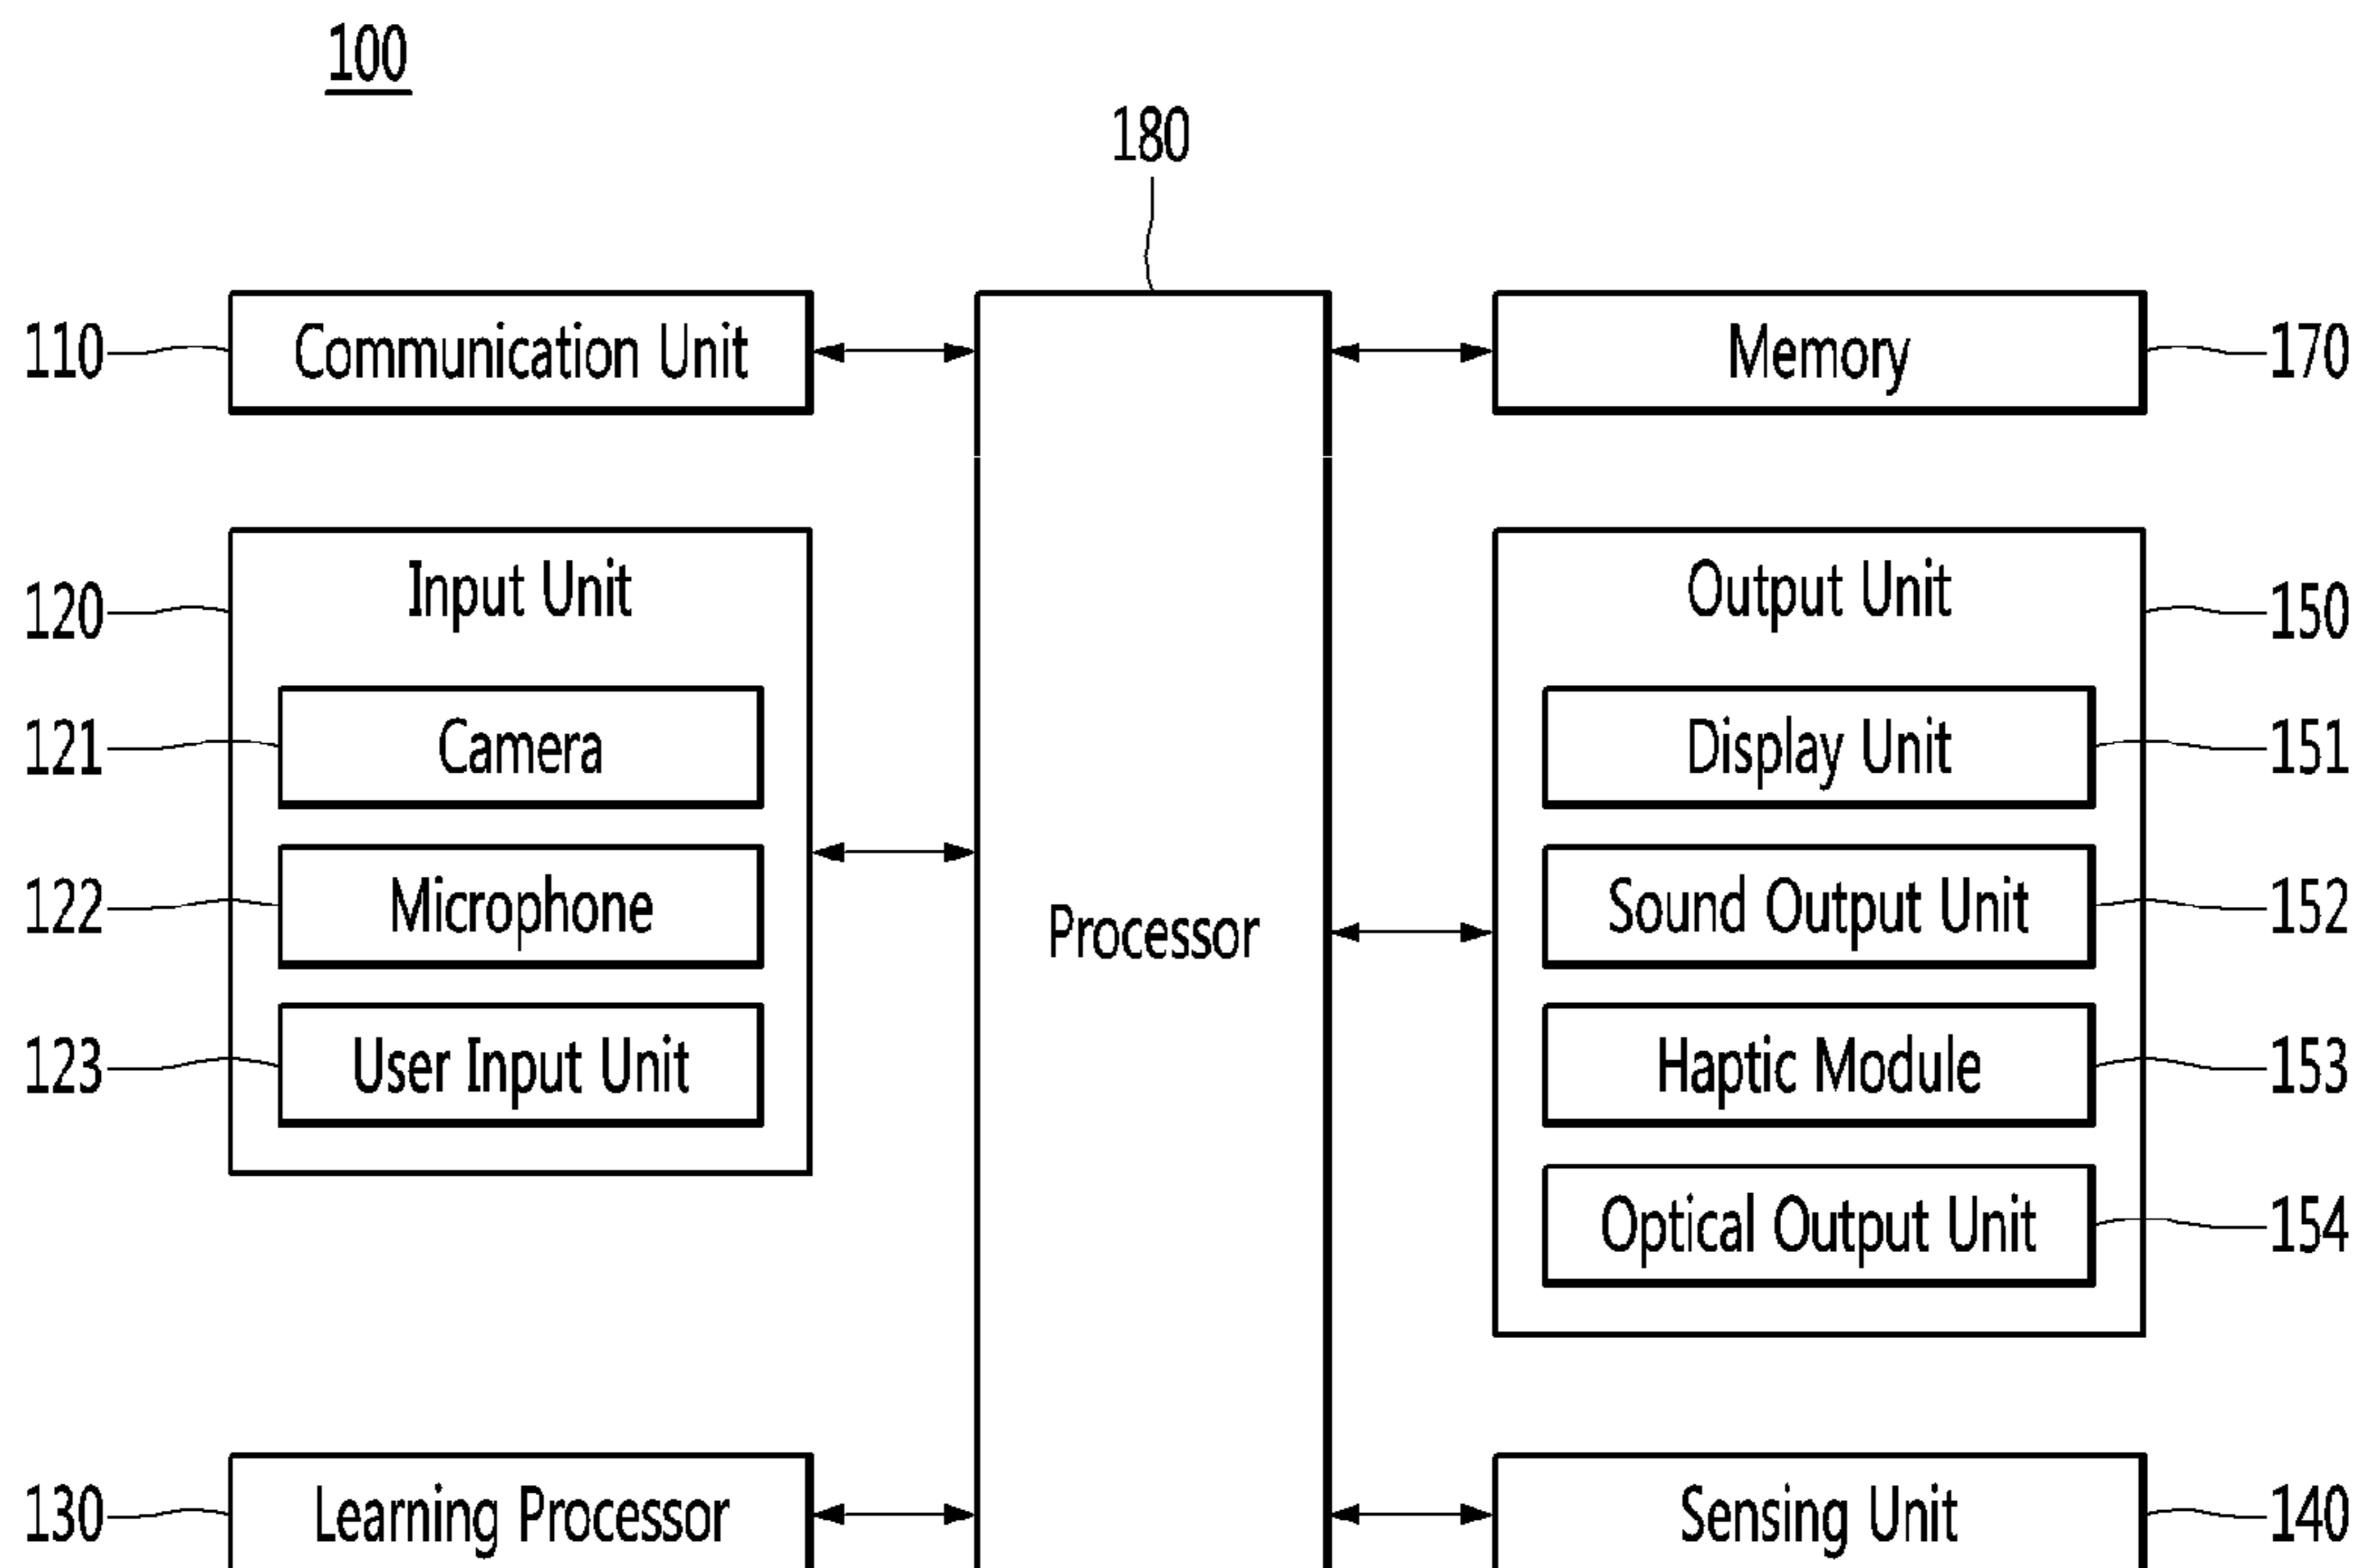 100
180
110 Communication Unit Memory 170
120 Input Unit Output Unit 150
121 Camera Display Unit 151
122 Microphone Sound Output Unit 152
Processor
123 User Input Unit Haptic Module 153
Optical Output Unit 154
130 Learning Processor Sensing Unit 140